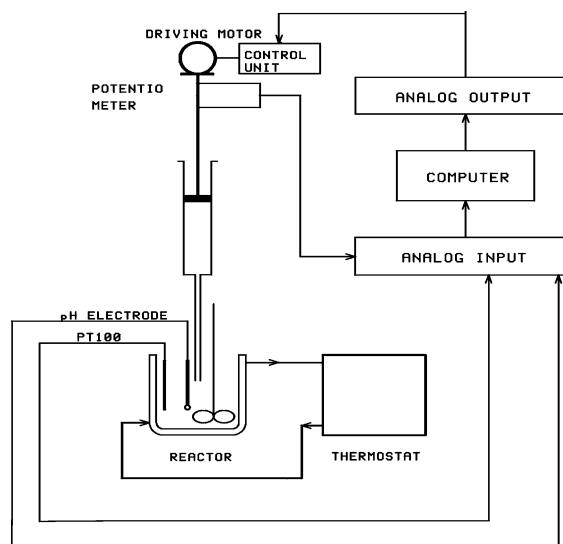 DRIVING MOTOR
CONTROL
UNIT
POTENTIO
METER
ANALOG OUTPUT
COMPUTER
ANALOG INPUT
pH ELECTRODE
PT100
REACTOR
THERMOSTAT